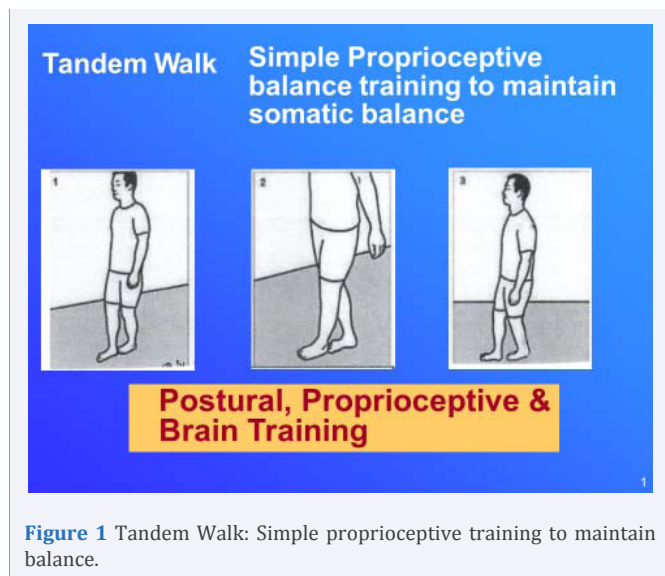 Tandem Walk
Simple Proprioceptive
balance training to maintain
somatic balance
1
2
3
Postural, Proprioceptive &
Brain Training
1
Figure 1 Tandem Walk: Simple proprioceptive training to maintain
balance.